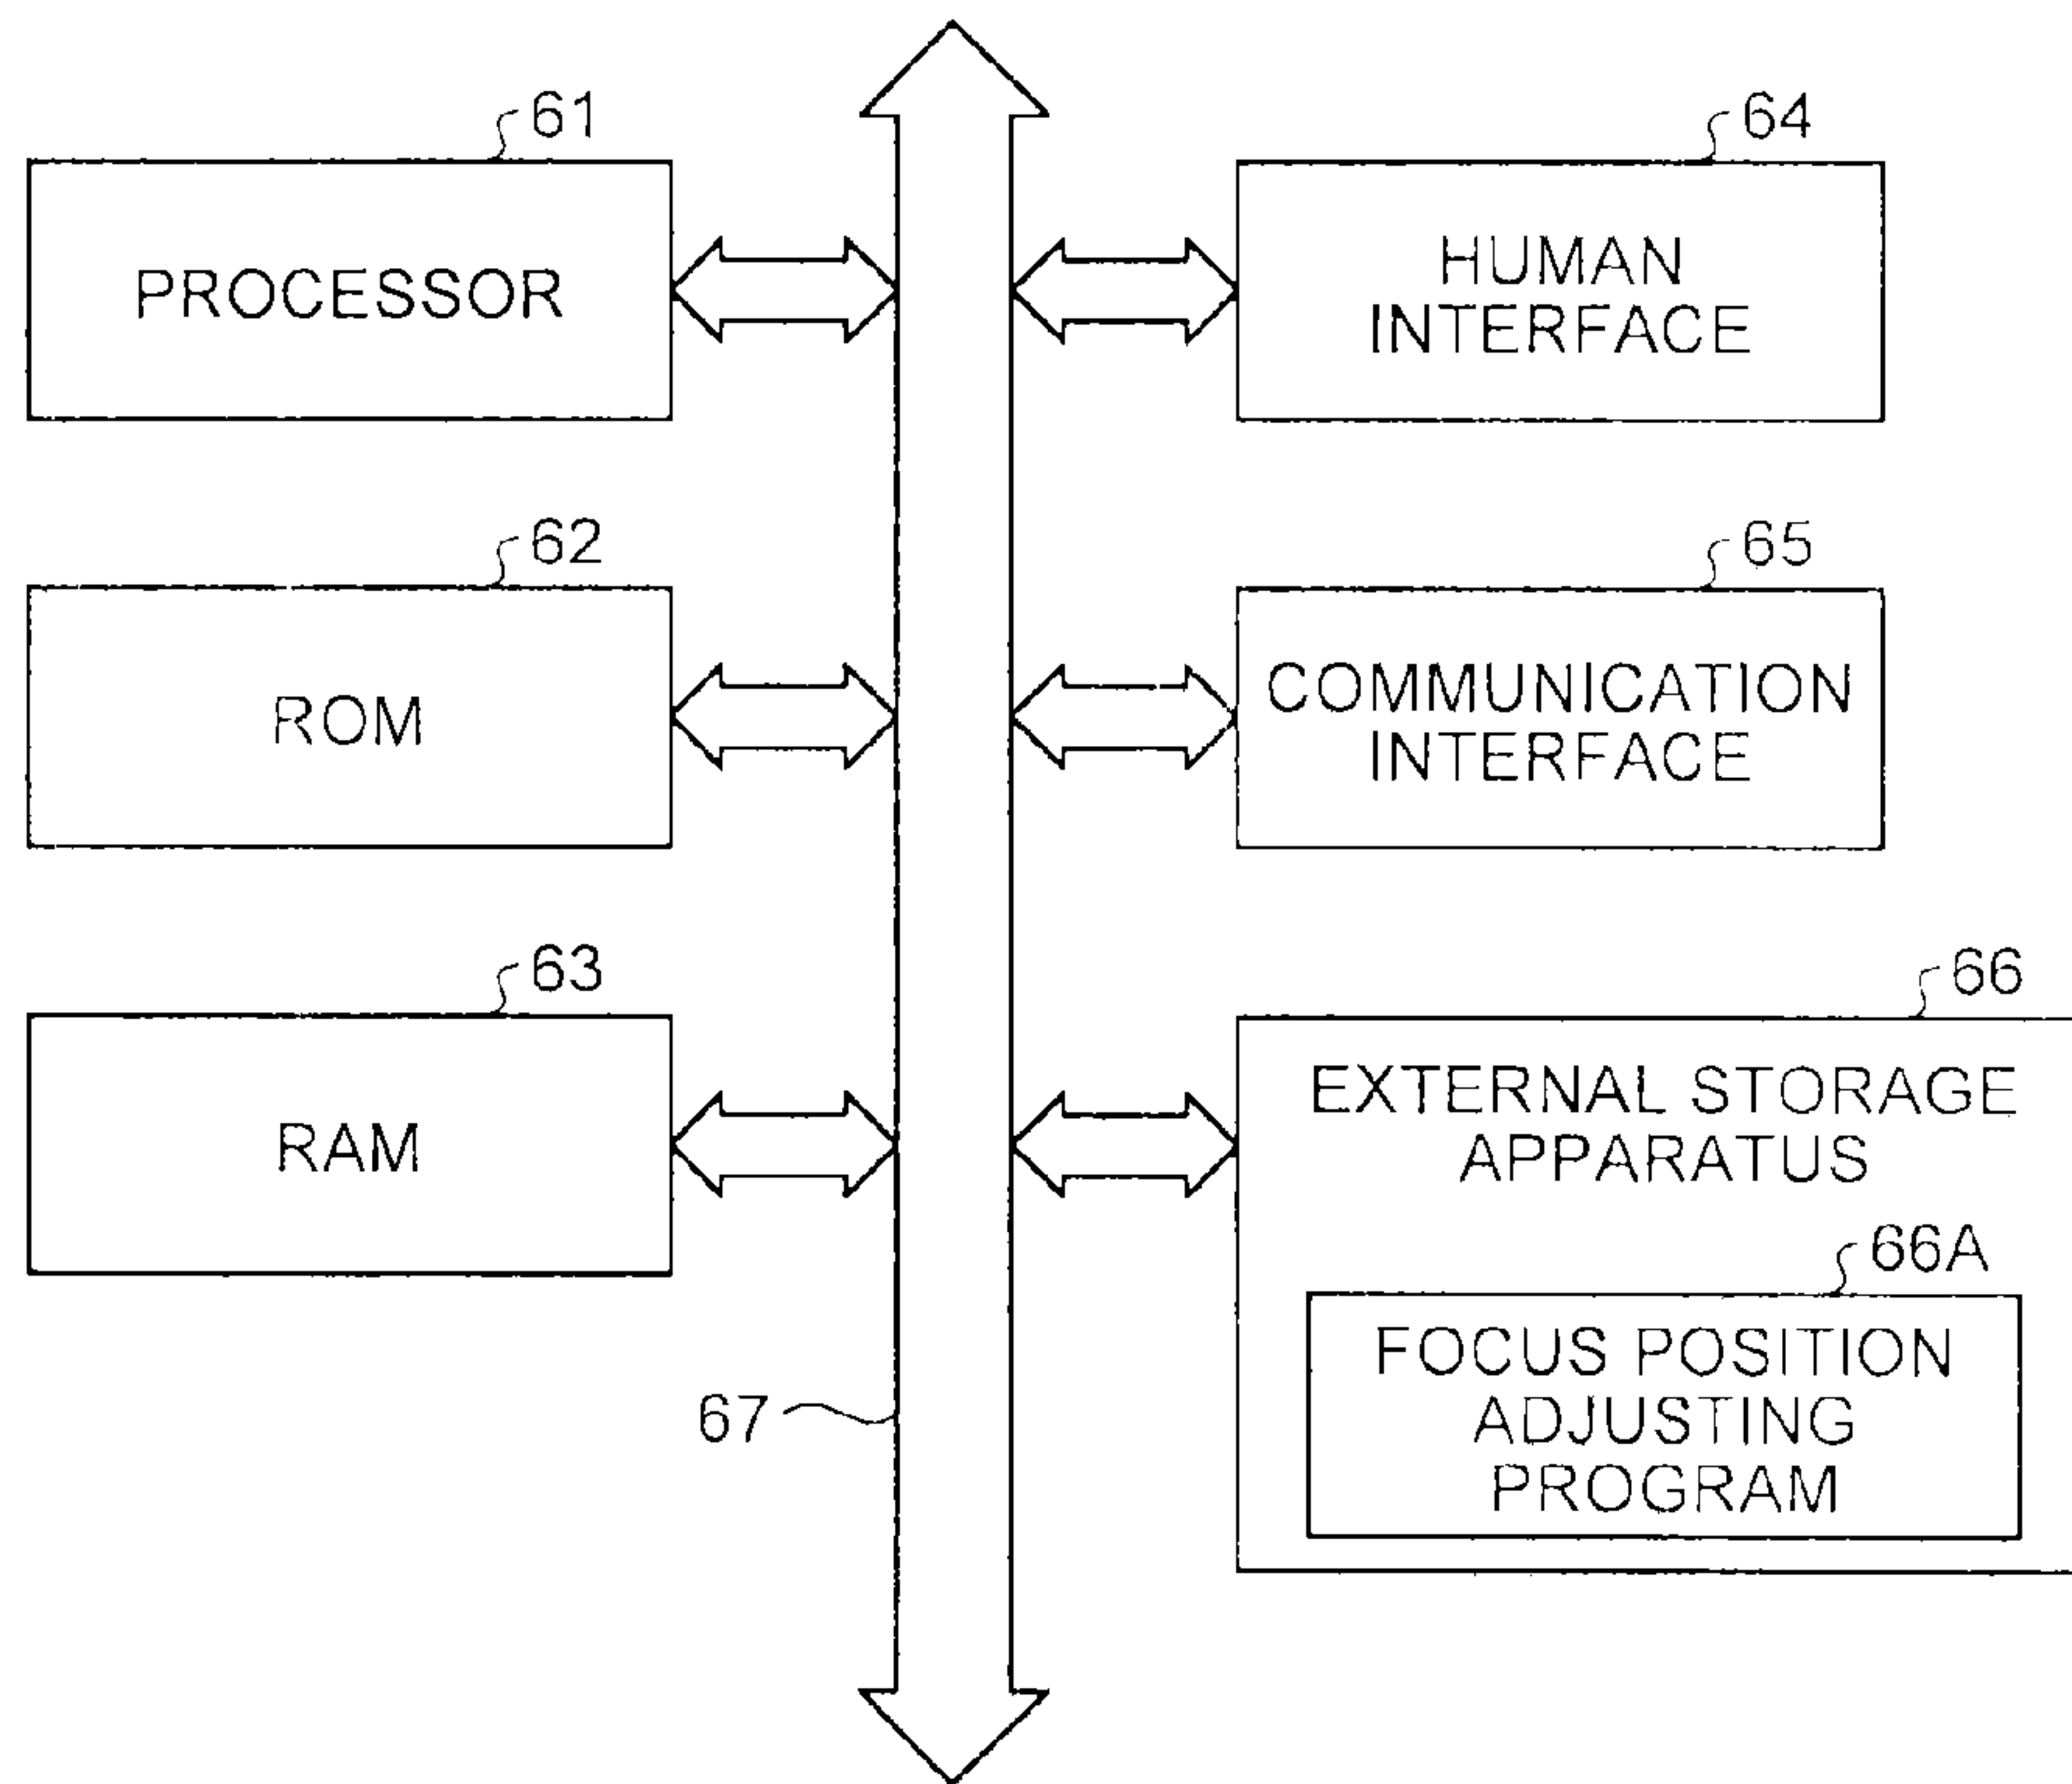 61
PROCESSOR
64
HUMAN
INTERFACE
62
ROM
65
COMMUNICATION
INTERFACE
63
RAM
66
EXTERNAL STORAGE
APPARATUS
66A
FOCUS POSITION
ADJUSTING
PROGRAM
67